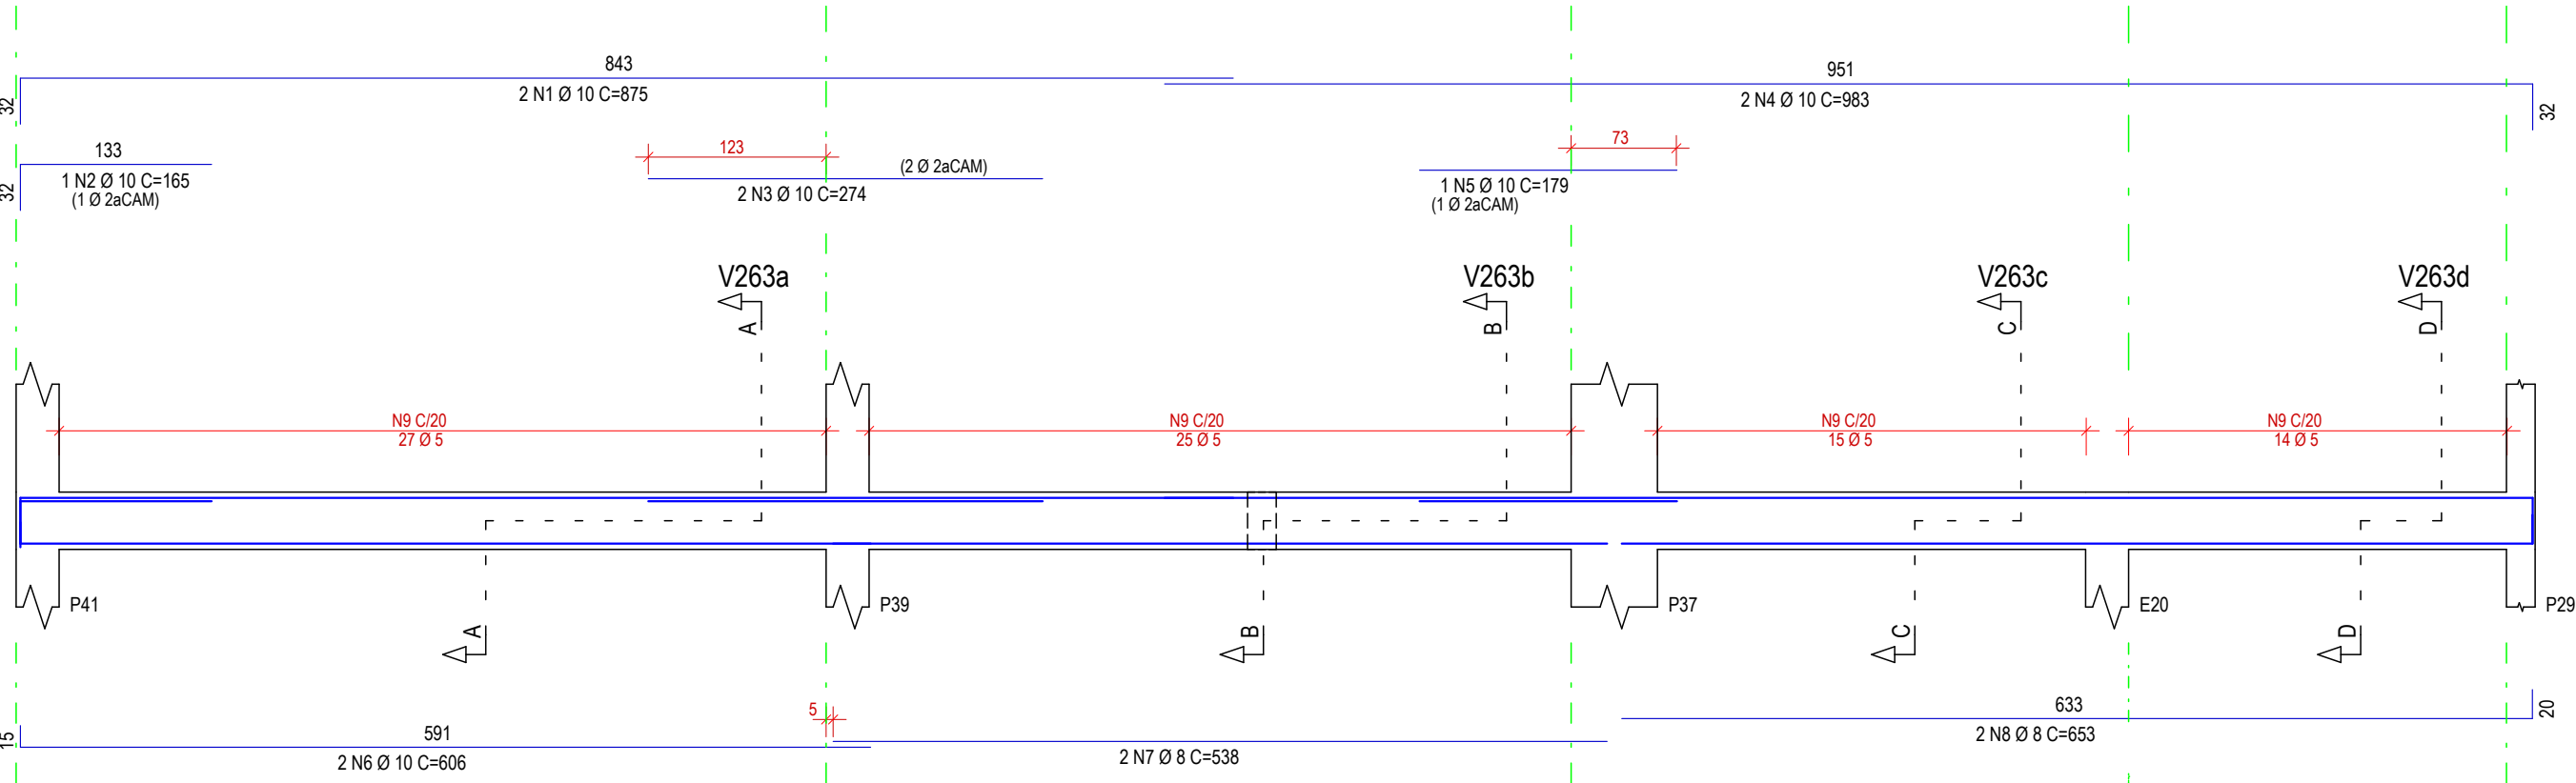 843
951
2 N1 Ø 10 C=875
2 N4 Ø 10 C=983
32
32
133
123
73
1 N2 Ø 10 C=165
(1 Ø 2aCAM)
32
(2 Ø 2aCAM)
2 N3 Ø 10 C=274
1 N5 Ø 10 C=179
(1 Ø 2aCAM)
V263a
V263b
V263c
V263d
A
B
C
D
N9 C/20
27 Ø 5
N9 C/20
25 Ø 5
N9 C/20
15 Ø 5
N9 C/20
14 Ø 5
P41
P39
P37
E20
P29
A
B
C
D
5
633
20
591
15
2 N6 Ø 10 C=606
2 N7 Ø 8 C=538
2 N8 Ø 8 C=653